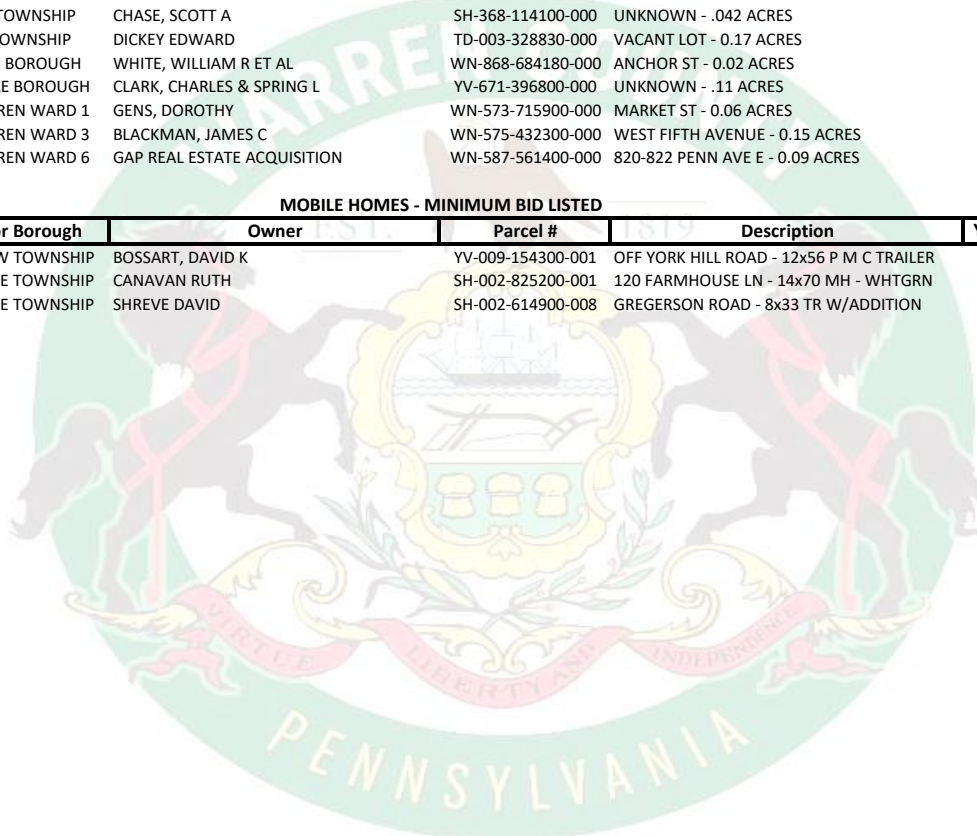 TOWNSHIP CHASE, SCOTT A SH-368-114100-000 UNKNOWN - .042 ACRES
OWNSHIP DICKEY EDWARD TD-003-328830-000 VACANT LOT - 0.17 ACRES
BOROUGH WHITE, WILLIAM R ET AL WN-868-684180-000 ANCHOR ST - 0.02 ACRES
E BOROUGH CLARK, CHARLES & SPRING L YV-671-396800-000 UNKNOWN - .11 ACRES
REN WARD 1 GENS, DOROTHY WN-573-715900-000 MARKET ST - 0.06 ACRES
REN WARD 3 BLACKMAN, JAMES C WN-575-432300-000 WEST FIFTH AVENUE - 0.15 ACRES
REN WARD 6 GAP REAL ESTATE ACQUISITION WN-587-561400-000 820-822 PENN AVE E - 0.09 ACRES
MOBILE HOMES - MINIMUM BID LISTED
or Borough Owner Parcel # Description Y
W TOWNSHIP BOSSART, DAVID K YV-009-154300-001 OFF YORK HILL ROAD - 12x56 P M C TRAILER
E TOWNSHIP CANAVAN RUTH SH-002-825200-001 120 FARMHOUSE LN - 14x70 MH - WHTGRN
E TOWNSHIP SHREVE DAVID SH-002-614900-008 GREGERSON ROAD - 8x33 TR W/ADDITION
WARREN COUNTY
EST. 1819
VIRTUE LIBERTY AND INDEPENDENCE
PENNSYLVANIA